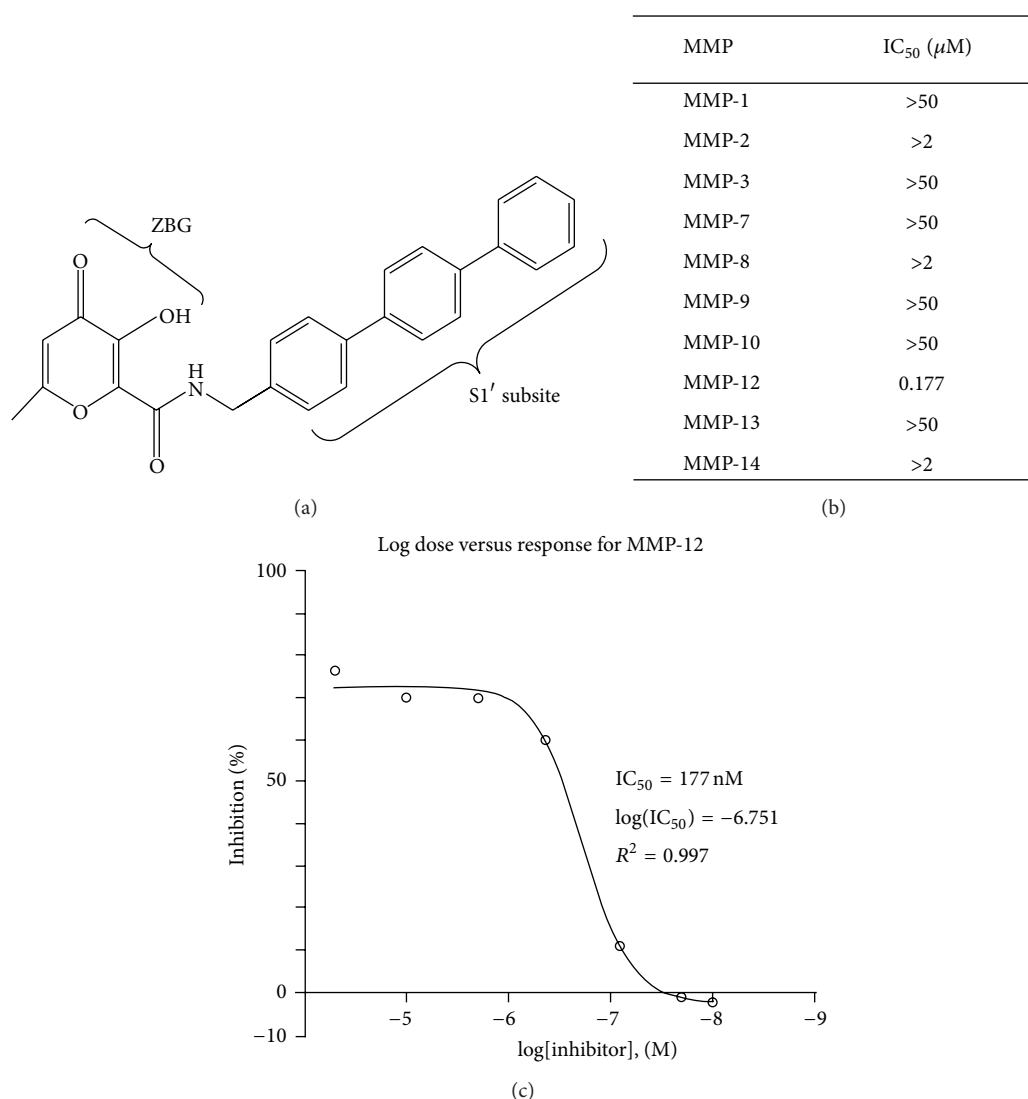 ZBG
O
OH
H
N
O
O
S1′ subsite
(a)
MMP IC₅₀ (μM)
MMP-1 >50
MMP-2 >2
MMP-3 >50
MMP-7 >50
MMP-8 >2
MMP-9 >50
MMP-10 >50
MMP-12 0.177
MMP-13 >50
MMP-14 >2
(b)
Log dose versus response for MMP-12
100
50
0
−10
Inhibition (%)
IC₅₀ = 177 nM
log(IC₅₀) = −6.751
R² = 0.997
−5 −6 −7 −8 −9
log[inhibitor], (M)
(c)